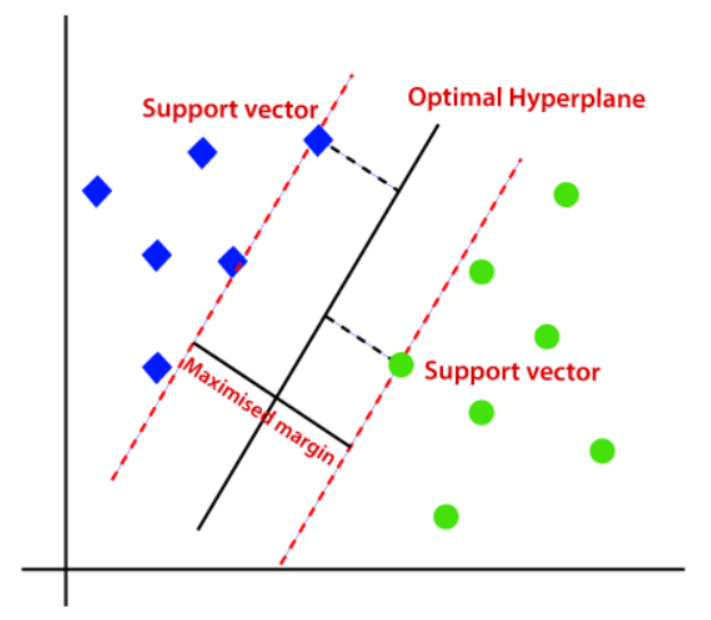 Support vector
Optimal Hyperplane
Maximised margin
Support vector